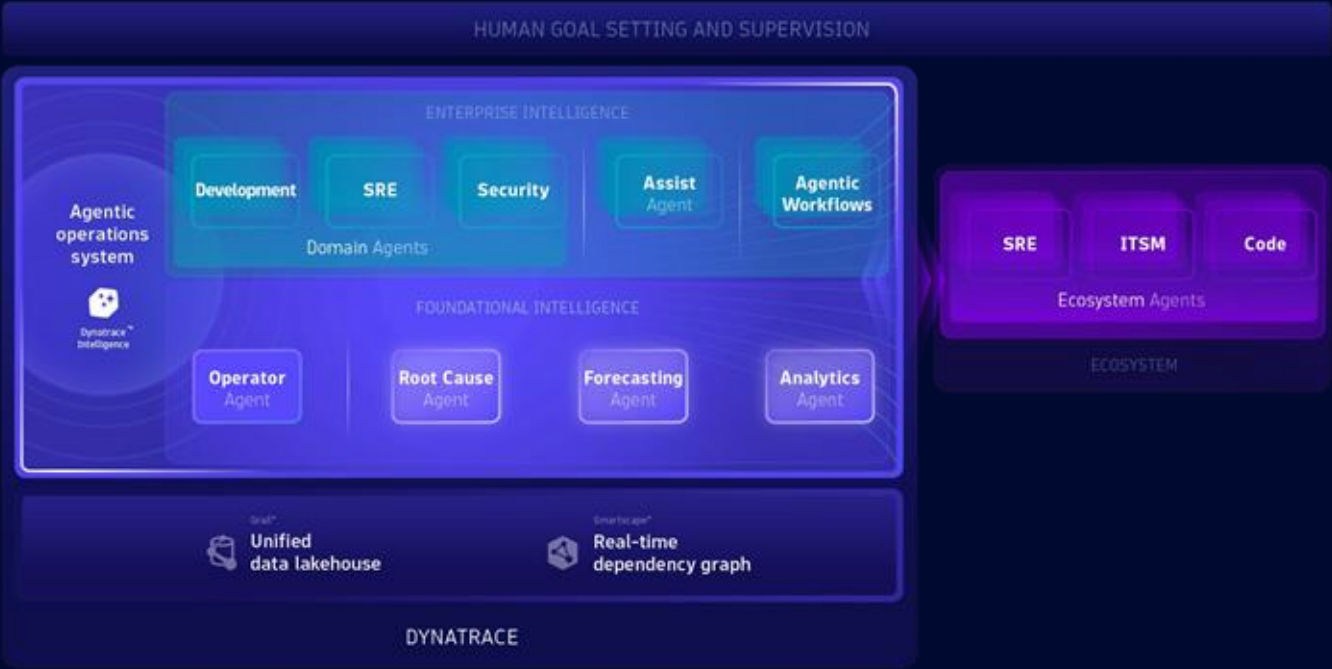 HUMAN GOAL SETTING AND SUPERVISION
ENTERPRISE INTELLIGENCE
Agentic
operations
system
Dynatrace™
Intelligence
Development
SRE
Security
Domain Agents
Assist
Agent
Agentic
Workflows
FOUNDATIONAL INTELLIGENCE
Operator
Agent
Root Cause
Agent
Forecasting
Agent
Analytics
Agent
SRE
ITSM
Code
Ecosystem Agents
ECOSYSTEM
Grail™
Unified
data lakehouse
Smartscape®
Real-time
dependency graph
DYNATRACE